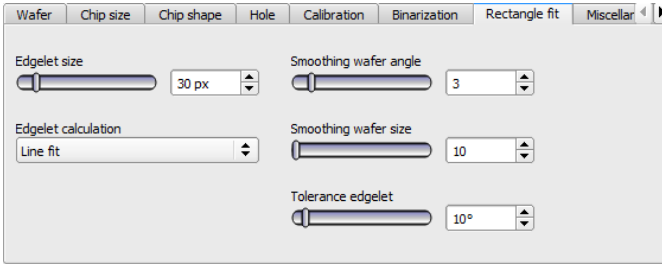 Wafer Chip size Chip shape Hole Calibration Binarization Rectangle fit Miscellar
Edgelet size Smoothing wafer angle
30 px 3
Edgelet calculation Smoothing wafer size
Line fit 10
Tolerance edgelet
10°